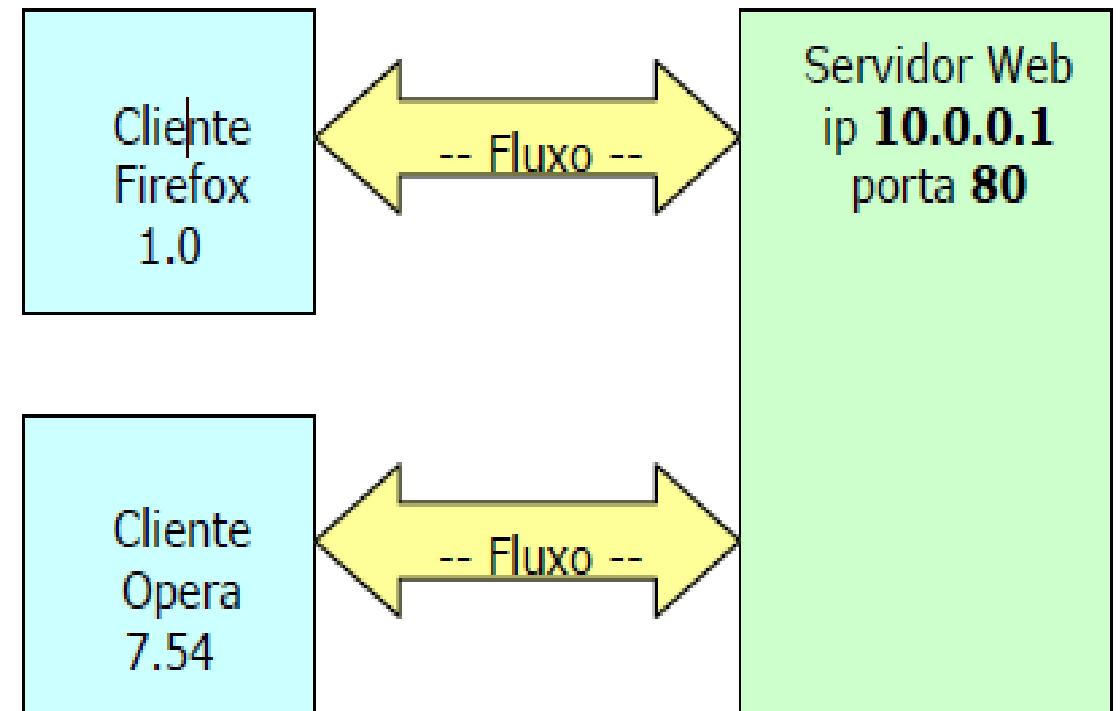 Cliente
Firefox
1.0
-- Fluxo --
Servidor Web
ip 10.0.0.1
porta 80
Cliente
Opera
7.54
-- Fluxo --